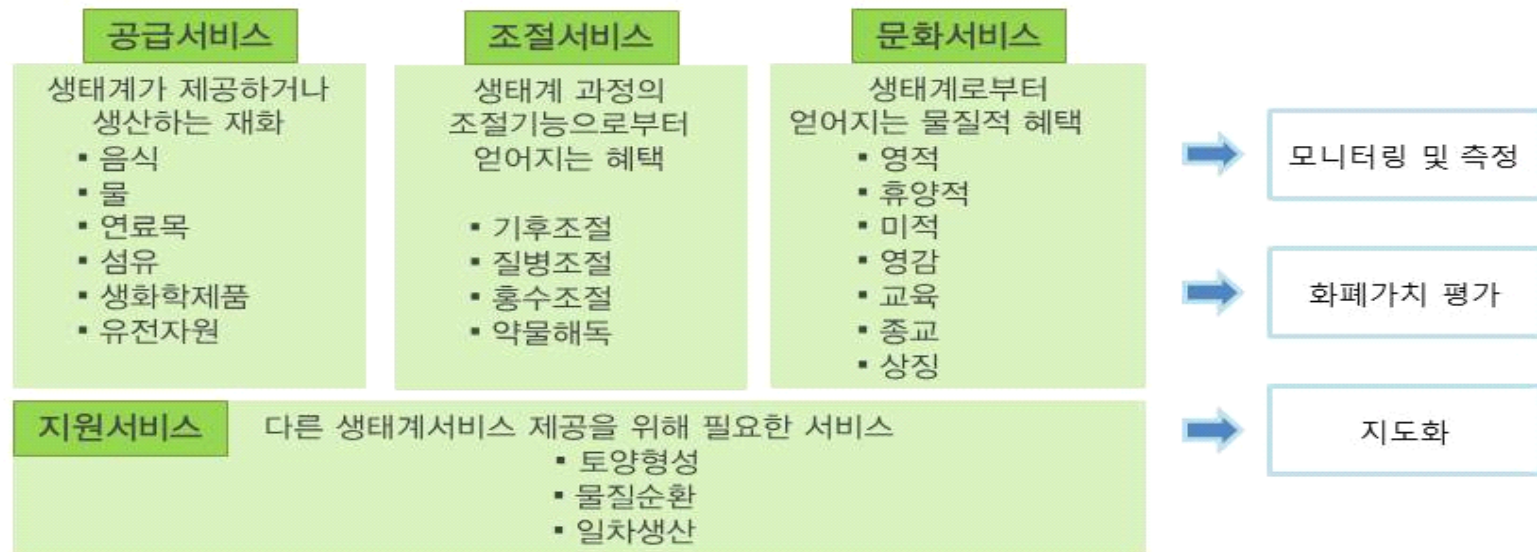 공급서비스
생태계가 제공하거나
생산하는 재화
▪ 음식
▪ 물
▪ 연료목
▪ 섬유
▪ 생화학제품
▪ 유전자원
조절서비스
생태계 과정의
조절기능으로부터
얻어지는 혜택
▪ 기후조절
▪ 질병조절
▪ 홍수조절
▪ 약물해독
문화서비스
생태계로부터
얻어지는 물질적 혜택
▪ 영적
▪ 휴양적
▪ 미적
▪ 영감
▪ 교육
▪ 종교
▪ 상징
지원서비스
다른 생태계서비스 제공을 위해 필요한 서비스
▪ 토양형성
▪ 물질순환
▪ 일차생산
모니터링 및 측정
화폐가치 평가
지도화